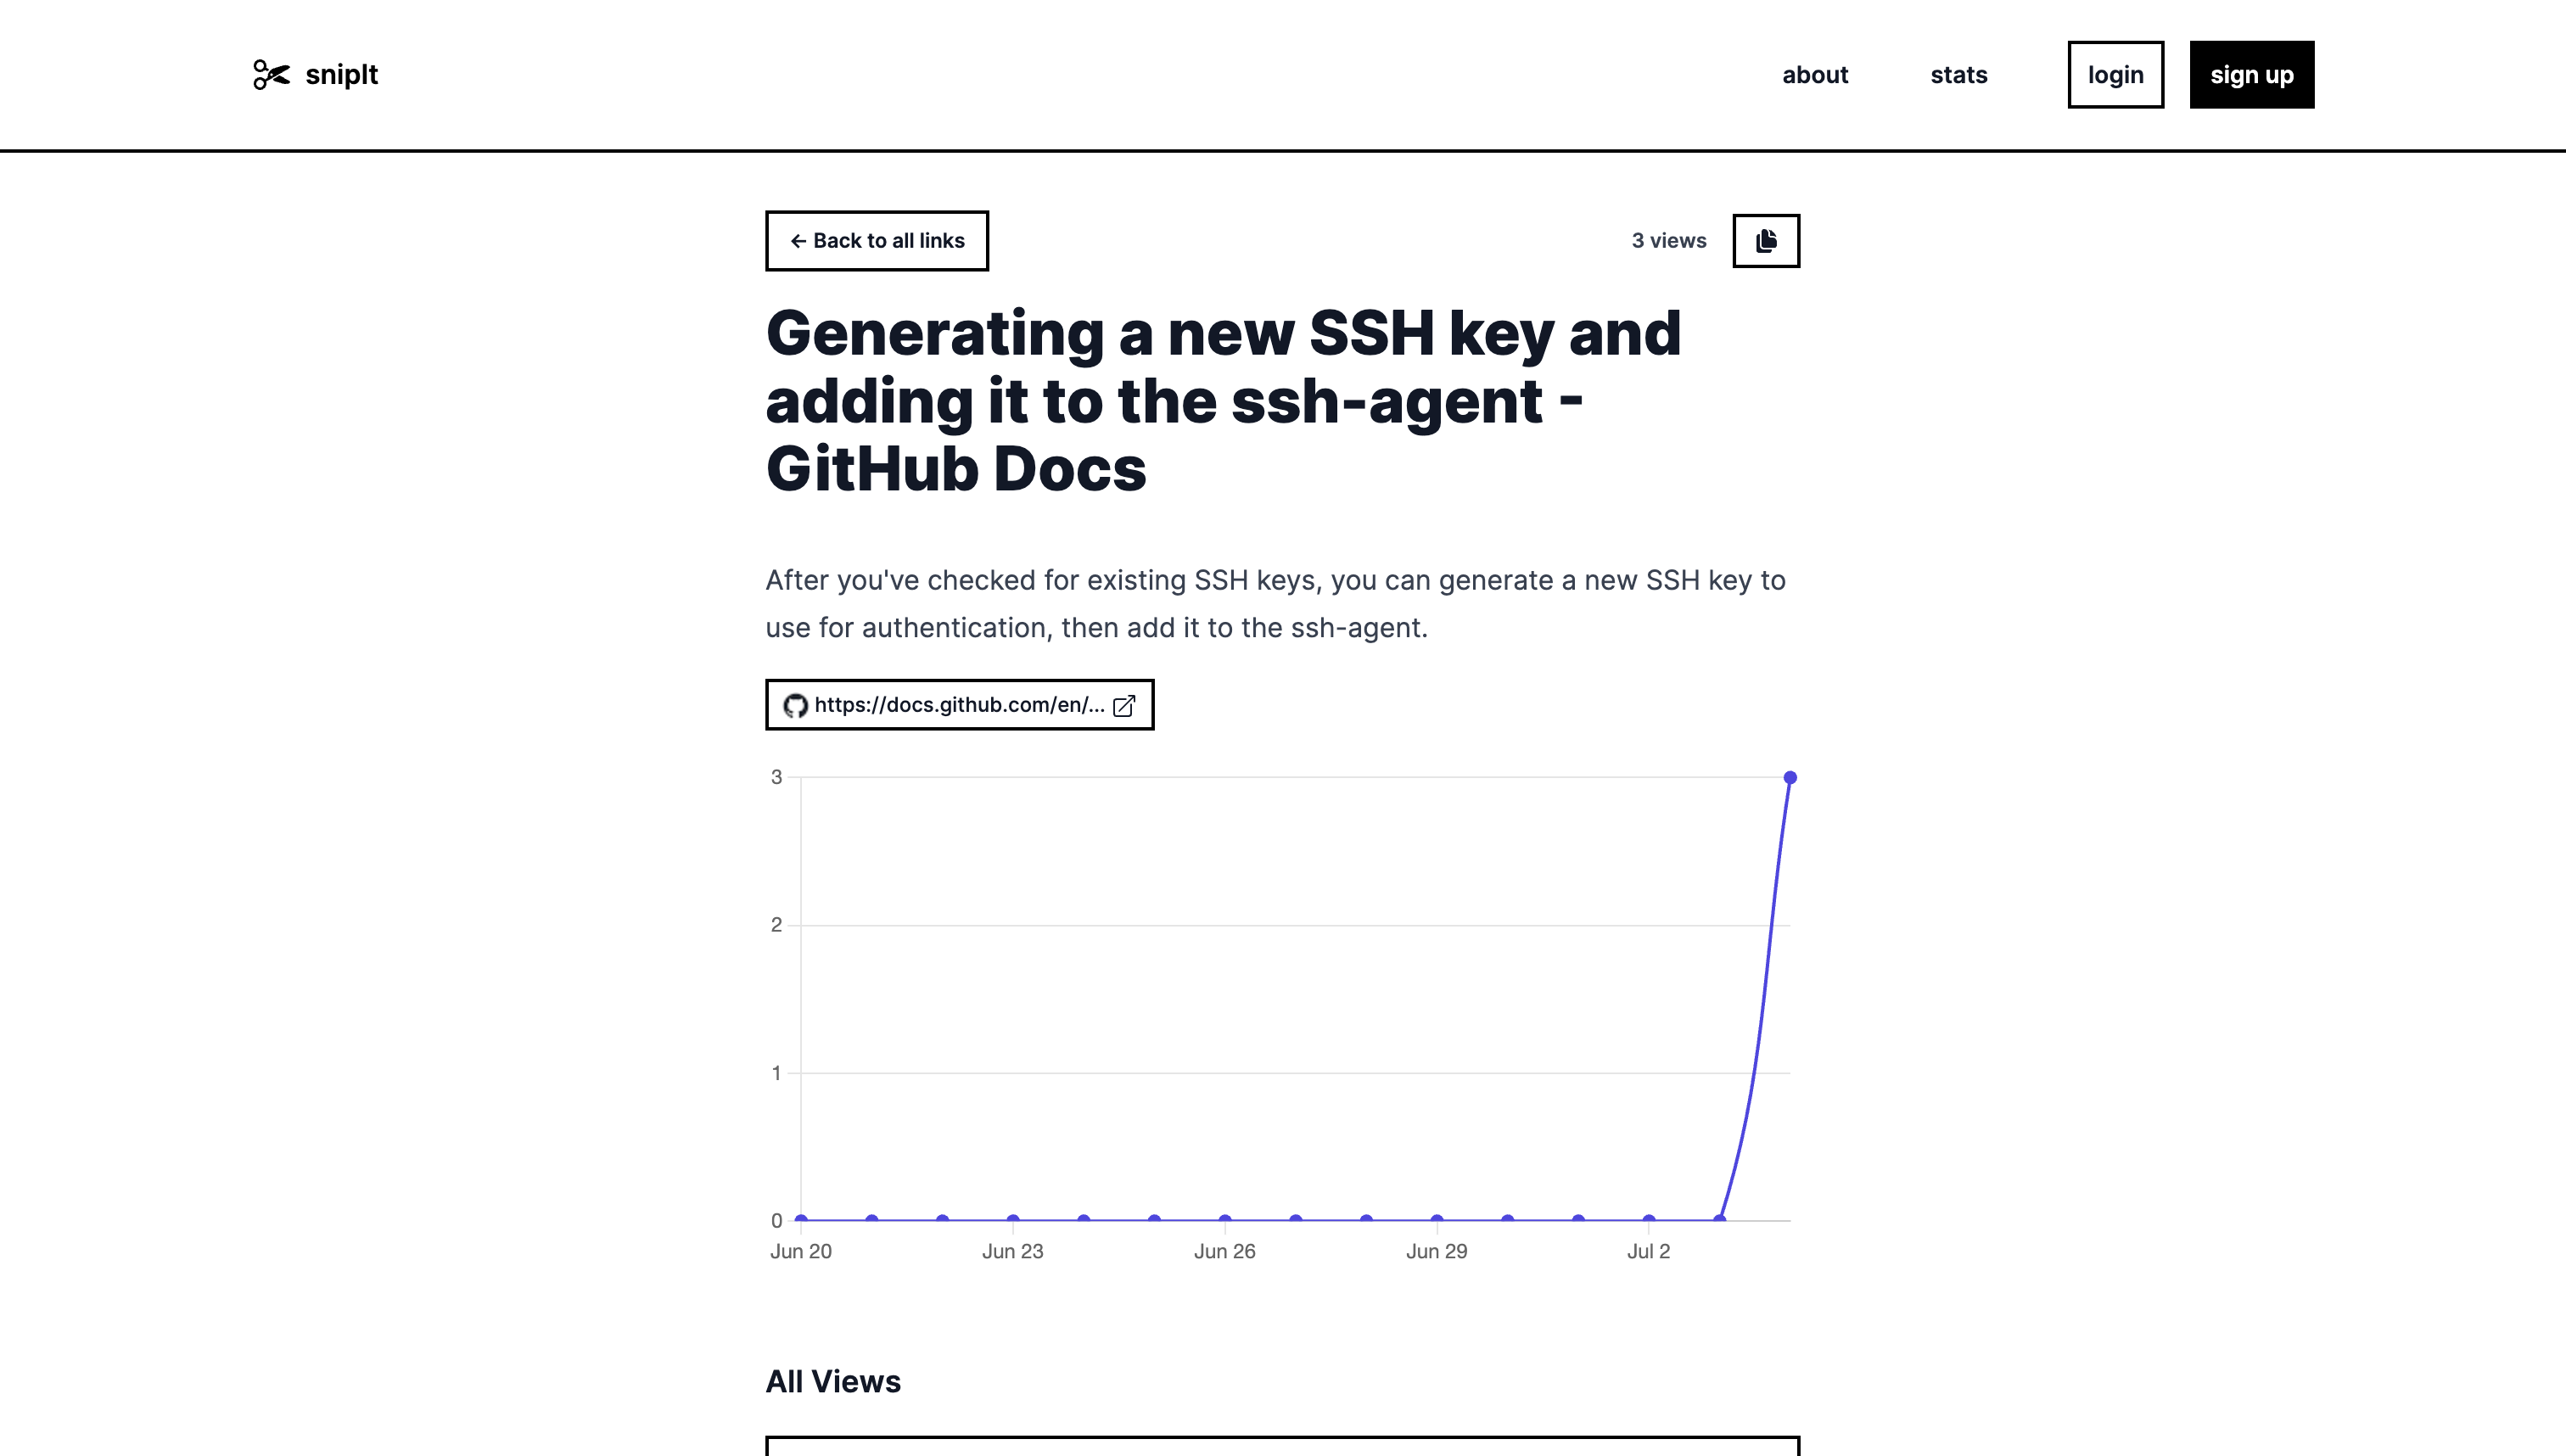 snipIt
about
stats
login
sign up
← Back to all links
3 views
Generating a new SSH key and
adding it to the ssh-agent -
GitHub Docs
After you've checked for existing SSH keys, you can generate a new SSH key to
use for authentication, then add it to the ssh-agent.
https://docs.github.com/en/...
3
2
1
0
Jun 20
Jun 23
Jun 26
Jun 29
Jul 2
All Views